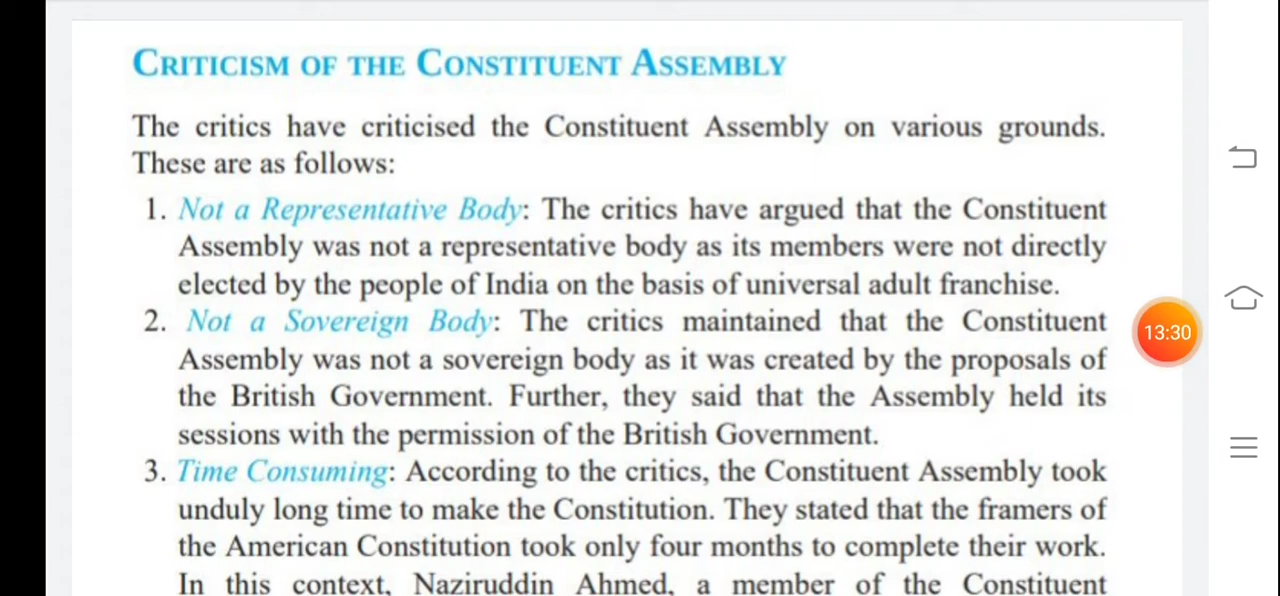 CRITICISM OF THE CONSTITUENT ASSEMBLY
The critics have criticised the Constituent Assembly on various grounds.
These are as follows:
1. Not a Representative Body: The critics have argued that the Constituent
Assembly was not a representative body as its members were not directly
elected by the people of India on the basis of universal adult franchise.
2. Not a Sovereign Body: The critics maintained that the Constituent
Assembly was not a sovereign body as it was created by the proposals of
the British Government. Further, they said that the Assembly held its
sessions with the permission of the British Government.
3. Time Consuming: According to the critics, the Constituent Assembly took
unduly long time to make the Constitution. They stated that the framers of
the American Constitution took only four months to complete their work.
In this context, Naziruddin Ahmed, a member of the Constituent
13:30